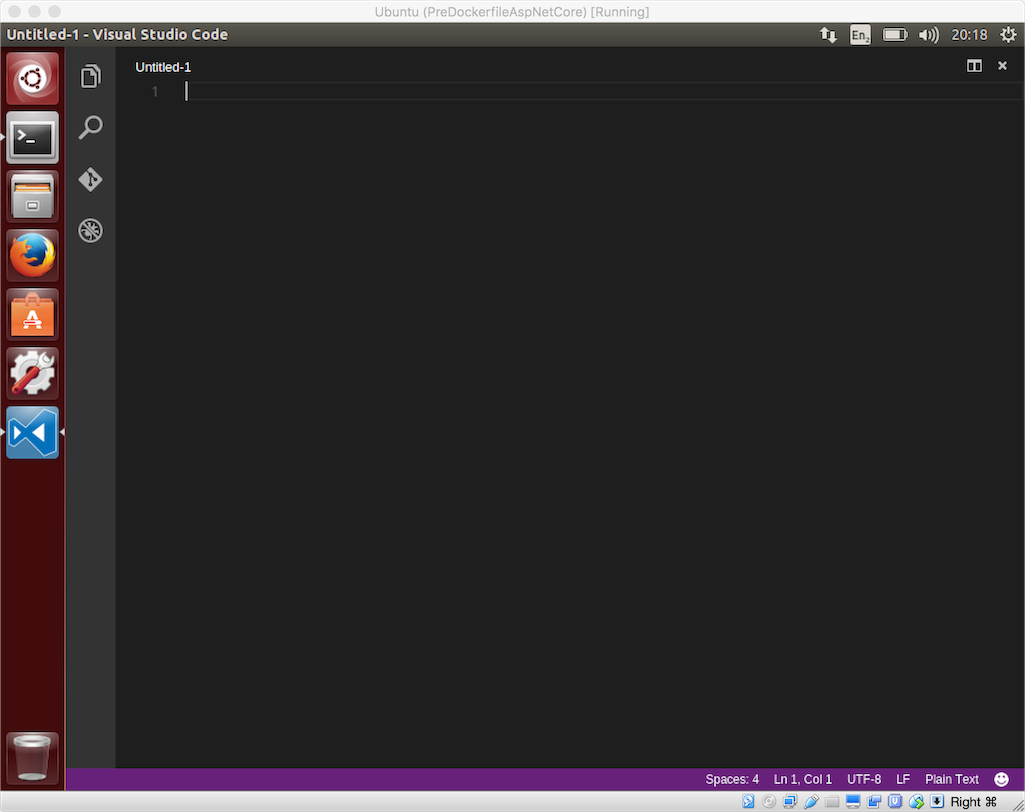 Ubuntu (PreDockerfileAspNetCore) [Running]
Untitled-1 - Visual Studio Code
En2
20:18
Untitled-1
1
Spaces: 4
Ln 1, Col 1
UTF-8
LF
Plain Text
Right ⌘